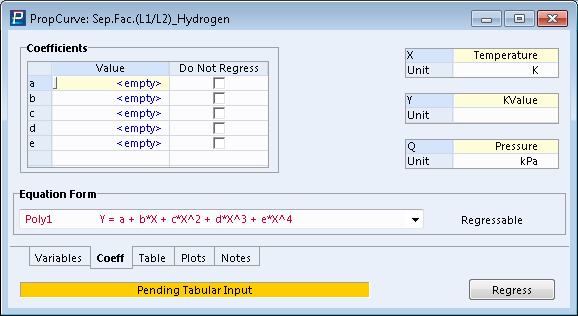 PropCurve: Sep.Fac.(L1/L2)_Hydrogen
Coefficients
Value Do Not Regress
a <empty>
b <empty>
c <empty>
d <empty>
e <empty>
X Temperature
Unit K
Y KValue
Unit
Q Pressure
Unit kPa
Equation Form
Poly1 Y = a + b*X + c*X^2 + d*X^3 + e*X^4 Regressable
Variables Coeff Table Plots Notes
Pending Tabular Input Regress